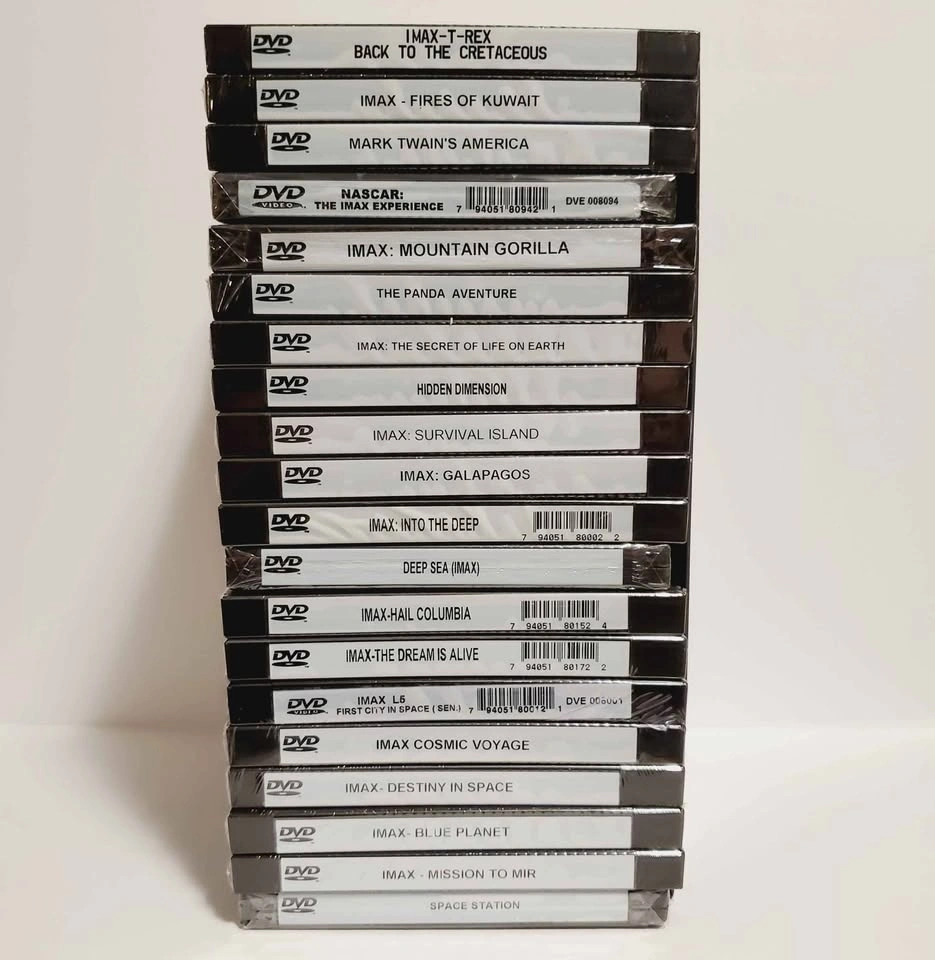 DVD
IMAX-T-REX
BACK TO THE CRETACEOUS
DVD
IMAX - FIRES OF KUWAIT
DVD
MARK TWAIN'S AMERICA
DVD
VIDEO
NASCAR:
THE IMAX EXPERIENCE
7 94051 80942 1
DVE 008094
DVD
IMAX: MOUNTAIN GORILLA
DVD
THE PANDA AVENTURE
DVD
IMAX: THE SECRET OF LIFE ON EARTH
DVD
HIDDEN DIMENSION
DVD
IMAX: SURVIVAL ISLAND
DVD
IMAX: GALAPAGOS
DVD
IMAX: INTO THE DEEP
7 94051 80002 2
DVD
DEEP SEA (IMAX)
DVD
IMAX-HAIL COLUMBIA
7 94051 80152 4
DVD
IMAX-THE DREAM IS ALIVE
7 94051 80172 2
DVD
VIDEO
IMAX L5
FIRST CITY IN SPACE ( SEN.)
7 94051 80012 1
DVE
DVD
IMAX COSMIC VOYAGE
DVD
IMAX- DESTINY IN SPACE
DVD
IMAX- BLUE PLANET
DVD
IMAX - MISSION TO MIR
DVD
SPACE STATION